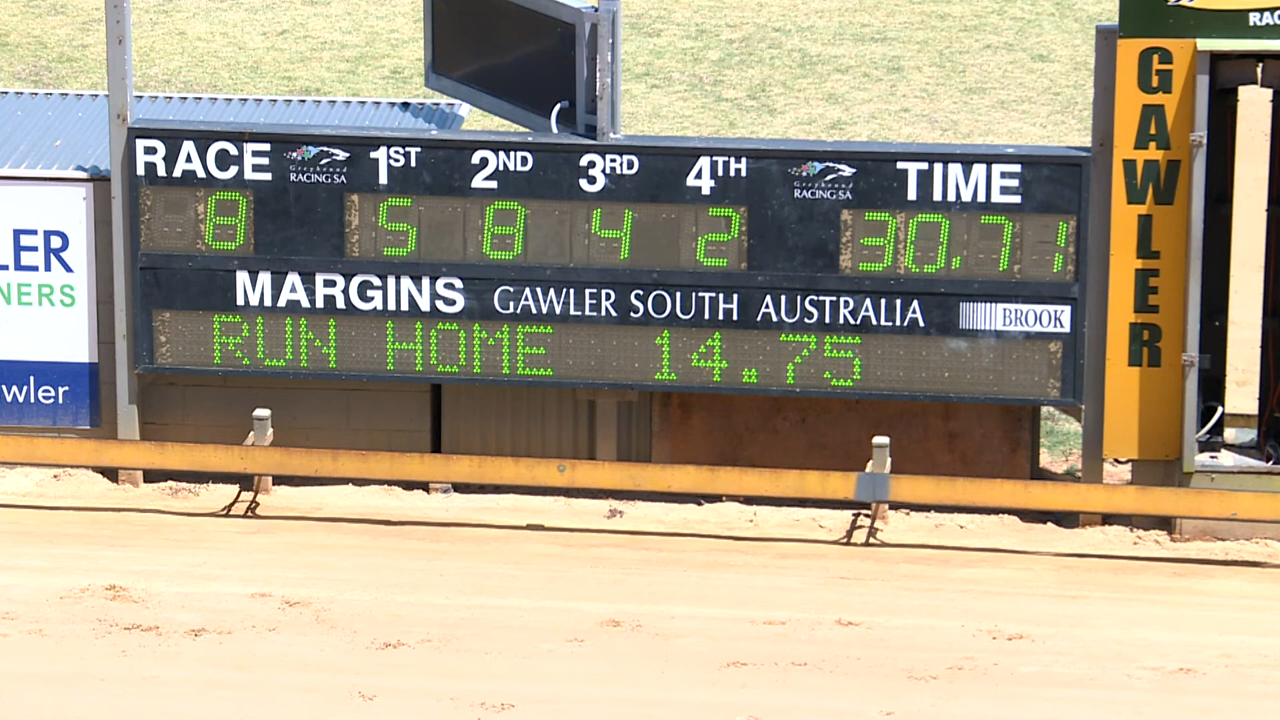 RAC
RACE
Greyhound
RACING SA
1ST
2ND
3RD
4TH
Greyhound
RACING SA
TIME
8
5
8
4
2
30.71
MARGINS
GAWLER SOUTH AUSTRALIA
BROOK
RUN HOME 14.75
GAWLER
LER
NERS
wler